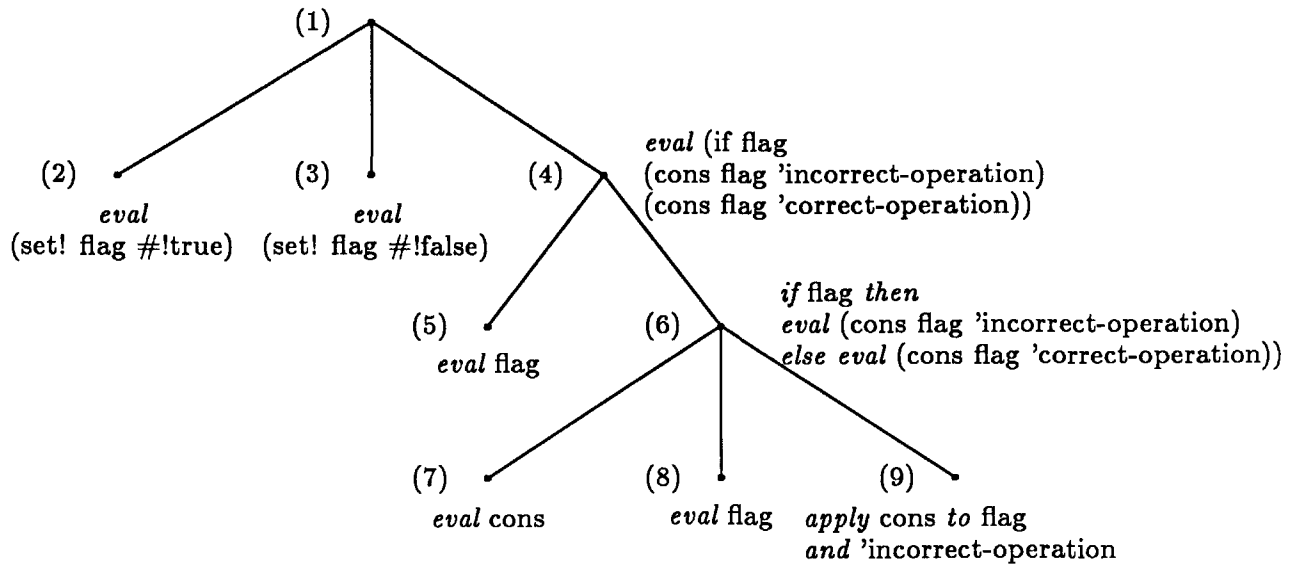 (1)
(2)
eval
(set! flag #!true)
(3)
eval
(set! flag #!false)
(4)
eval (if flag
(cons flag 'incorrect-operation)
(cons flag 'correct-operation))
(5)
eval flag
(6)
if flag then
eval (cons flag 'incorrect-operation)
else eval (cons flag 'correct-operation))
(7)
eval cons
(8)
eval flag
(9)
apply cons to flag
and 'incorrect-operation